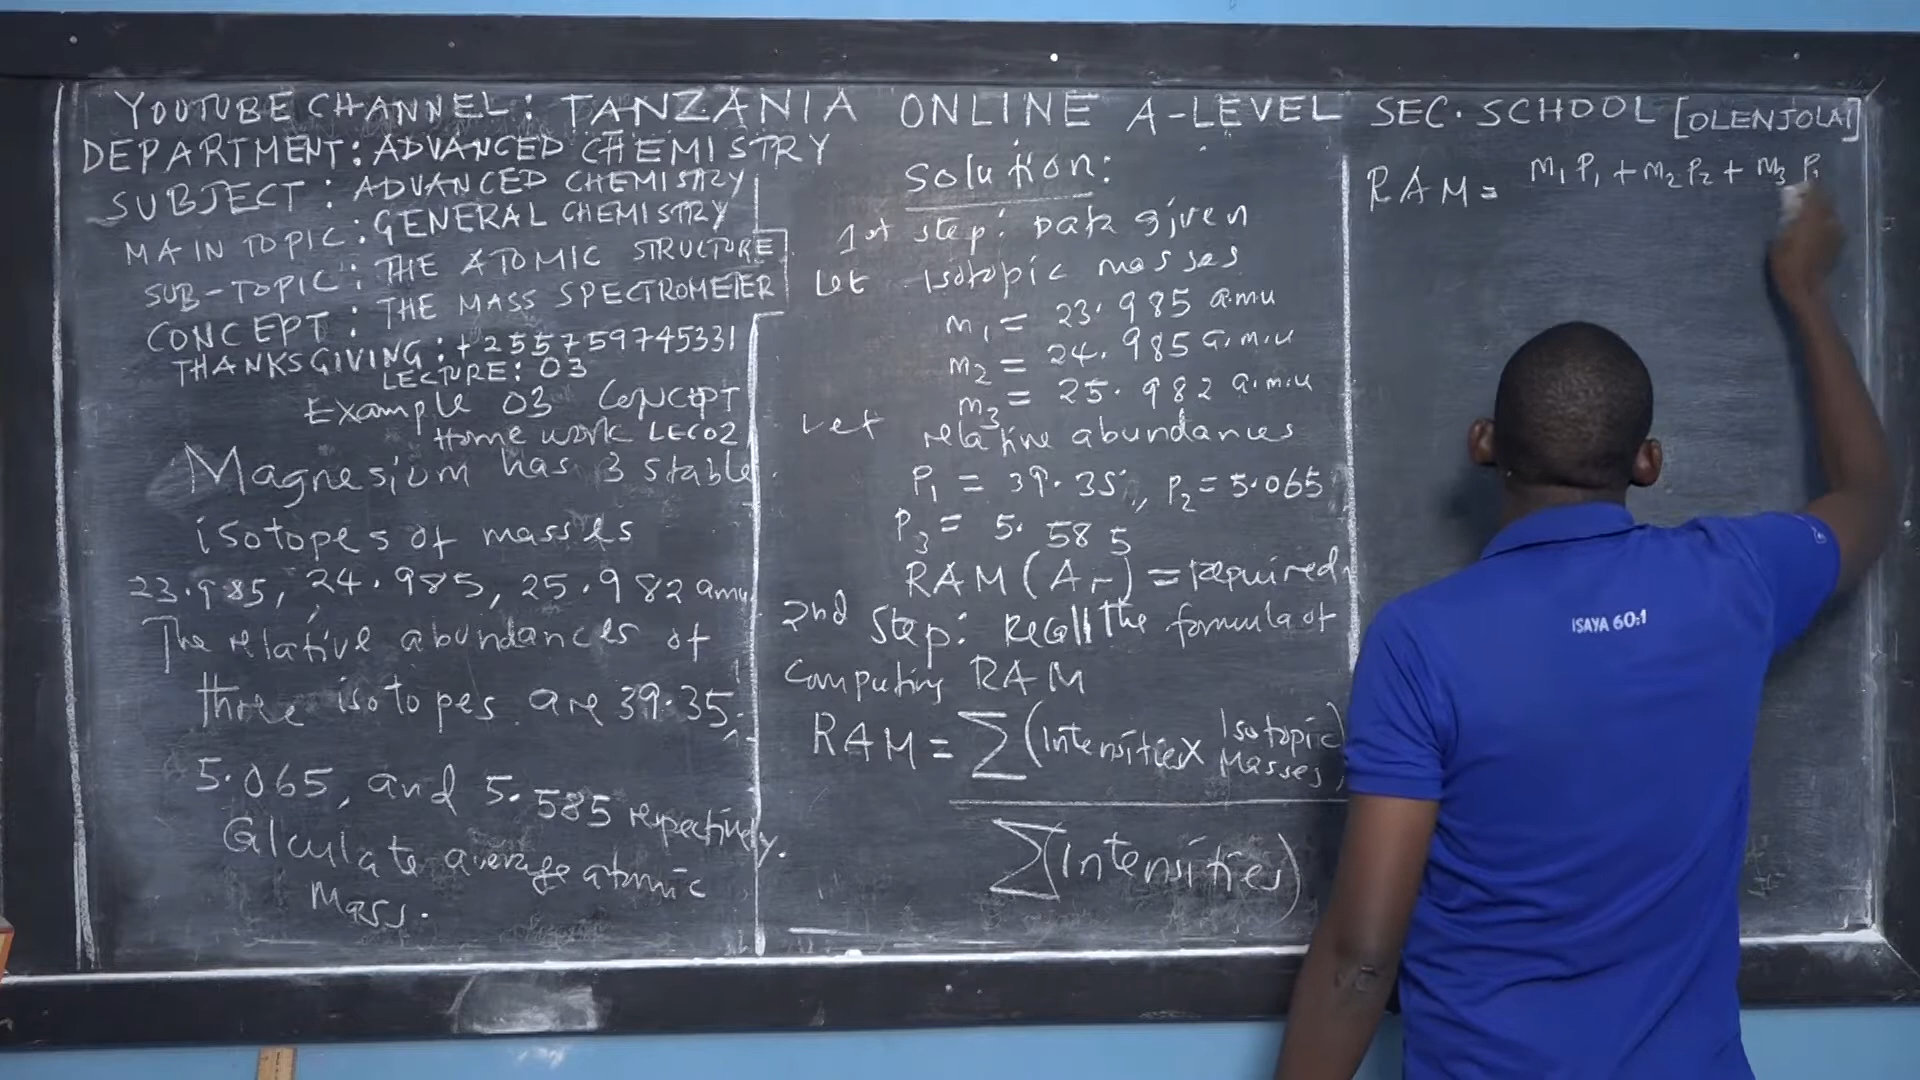 YOUTUBE CHANNEL: TANZANIA ONLINE A-LEVEL SEC. SCHOOL [OLENJOLAI]
DEPARTMENT: ADVANCED CHEMISTRY
SUBJECT: ADVANCED CHEMISTRY
MAIN TOPIC: GENERAL CHEMISTRY
SUB-TOPIC: THE ATOMIC STRUCTURE
CONCEPT: THE MASS SPECTROMETER
THANKSGIVING: +255759745331
LECTURE: 03
Example 03 CONCEPT
Home work LEC02
Magnesium has 3 stable
isotopes of masses
23.985, 24.985, 25.982 amu
The relative abundances of
three isotopes are 39.35,
5.065, and 5.585 respectively.
Calculate average atomic
mass.
Solution:
1st step: Data given
Let isotopic masses
m₁ = 23.985 a.m.u
m₂ = 24.985 a.m.u
m₃ = 25.982 a.m.u
Let relative abundances
P₁ = 39.35, P₂ = 5.065
P₃ = 5.585
RAM (Ar) = required
2nd Step: Recall the formula of
Computing RAM
RAM = ∑(Intensities x Isotopic Masses)
∑(Intensities)
RAM = m₁P₁ + m₂P₂ + m₃P
ISAYA 60:1